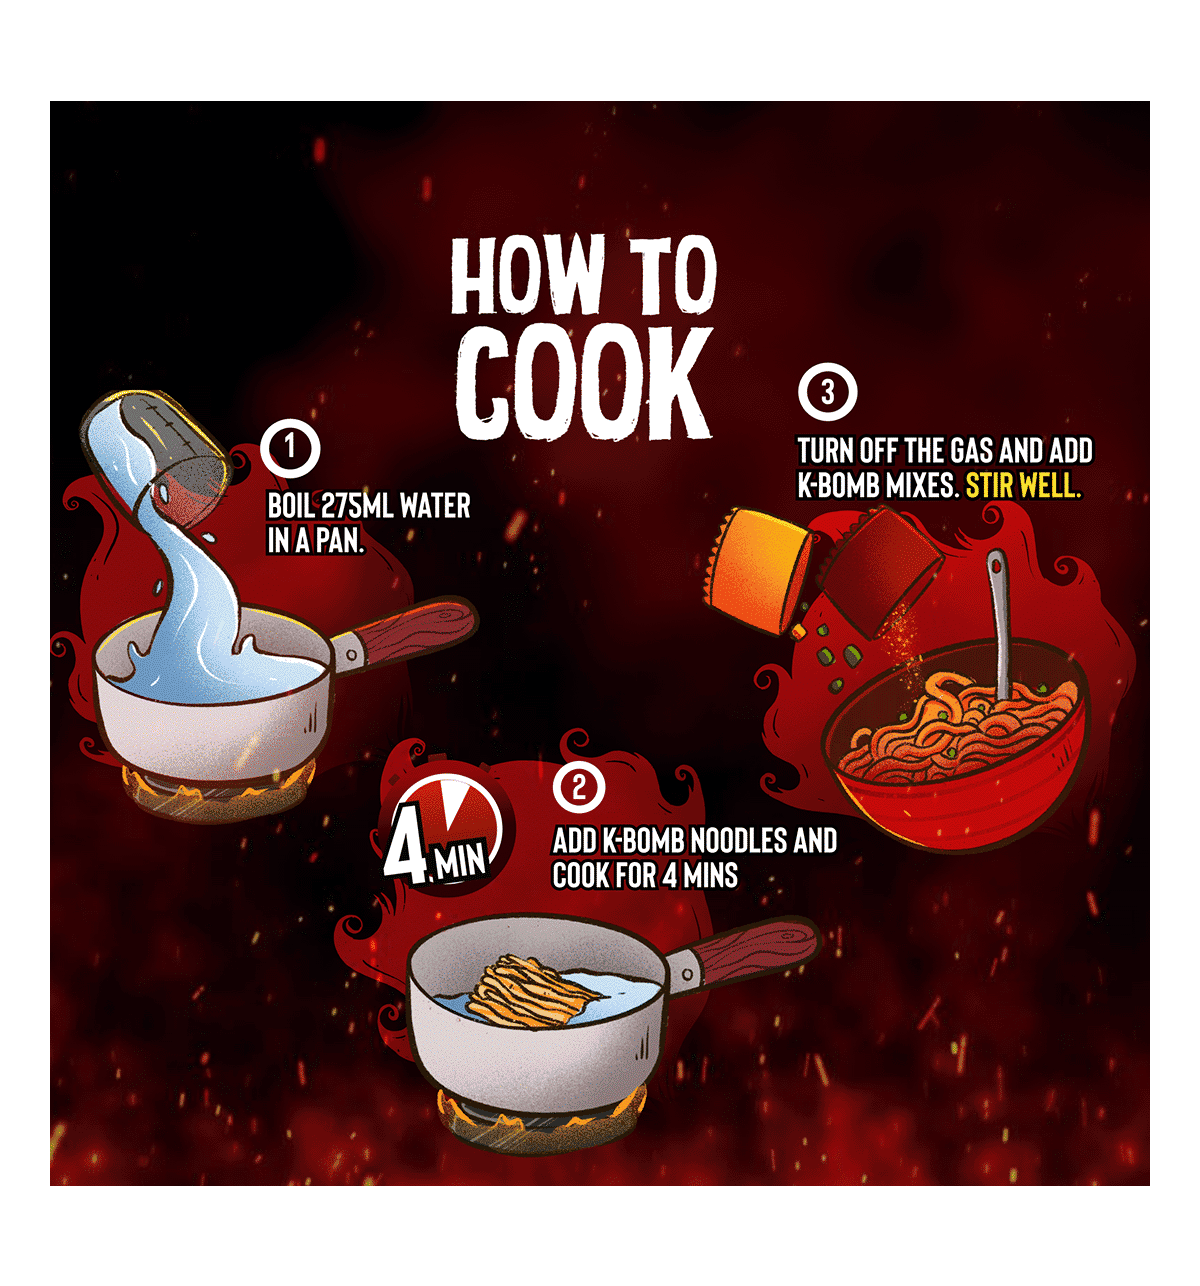 HOW TO
COOK
1
BOIL 275ML WATER
IN A PAN.
4 MIN
2
ADD K-BOMB NOODLES AND
COOK FOR 4 MINS
3
TURN OFF THE GAS AND ADD
K-BOMB MIXES. STIR WELL.